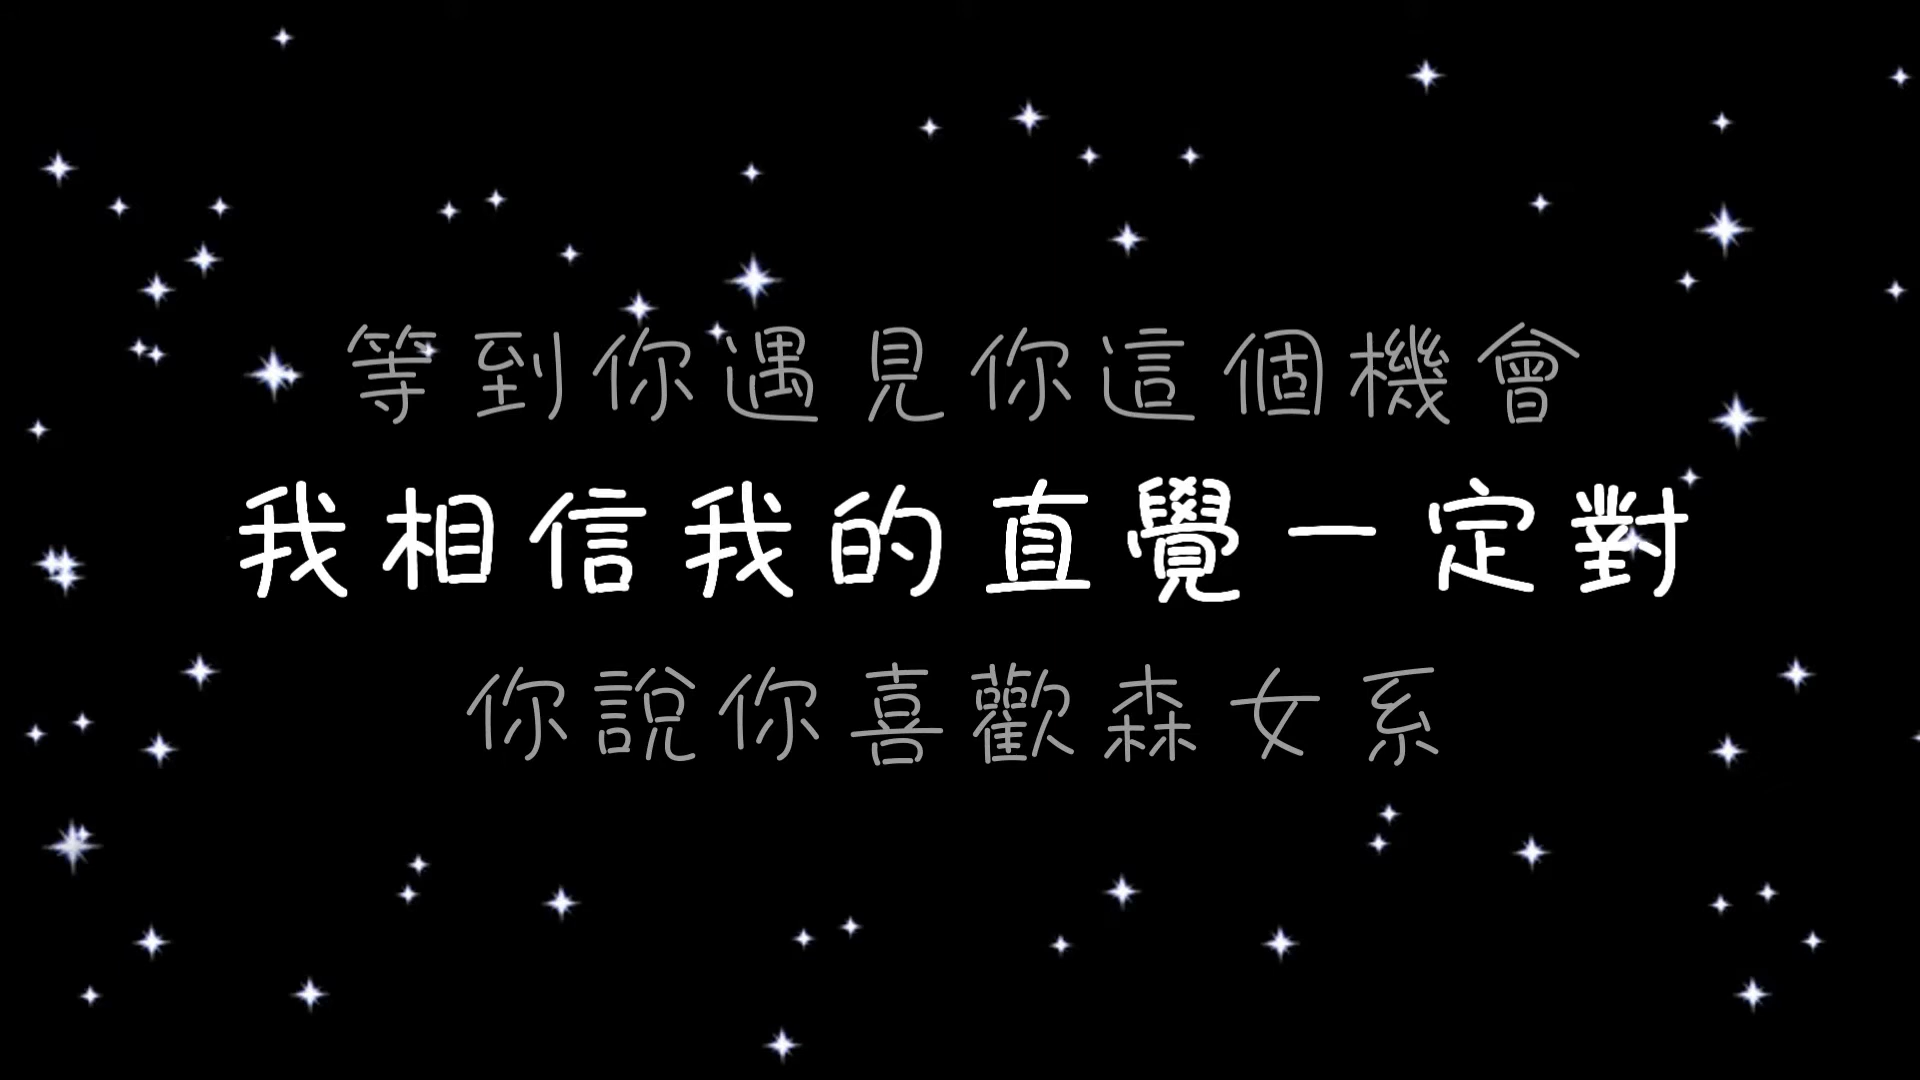 等到你遇見你這個機會
我相信我的直覺一定對
你說你喜歡森女系